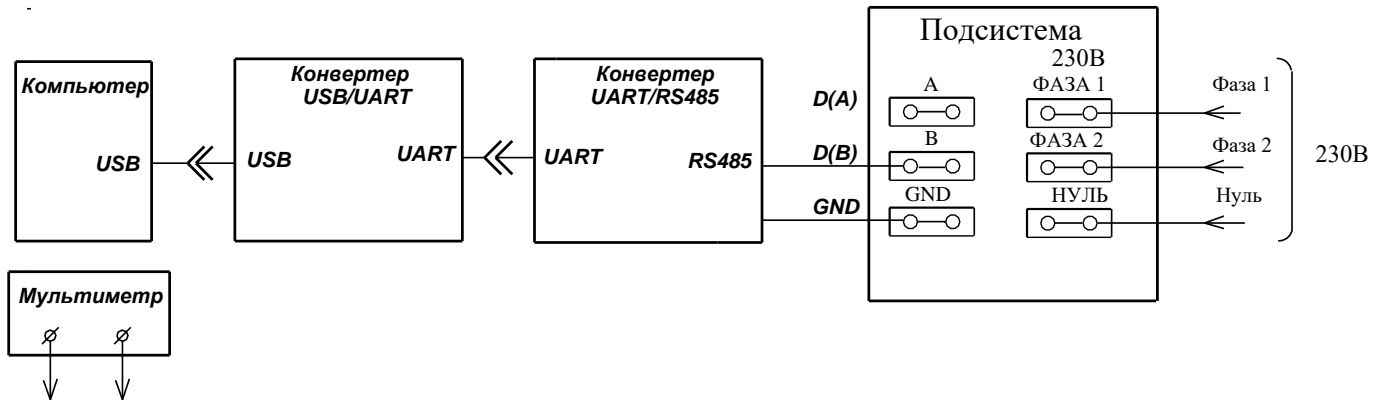 Подсистема
230В
Компьютер
USB
Конвертер
USB/UART
USB
UART
Конвертер
UART/RS485
UART
RS485
D(A)
D(B)
GND
A
B
GND
ФАЗА 1
ФАЗА 2
НУЛЬ
Фаза 1
Фаза 2
Нуль
230В
Мультиметр